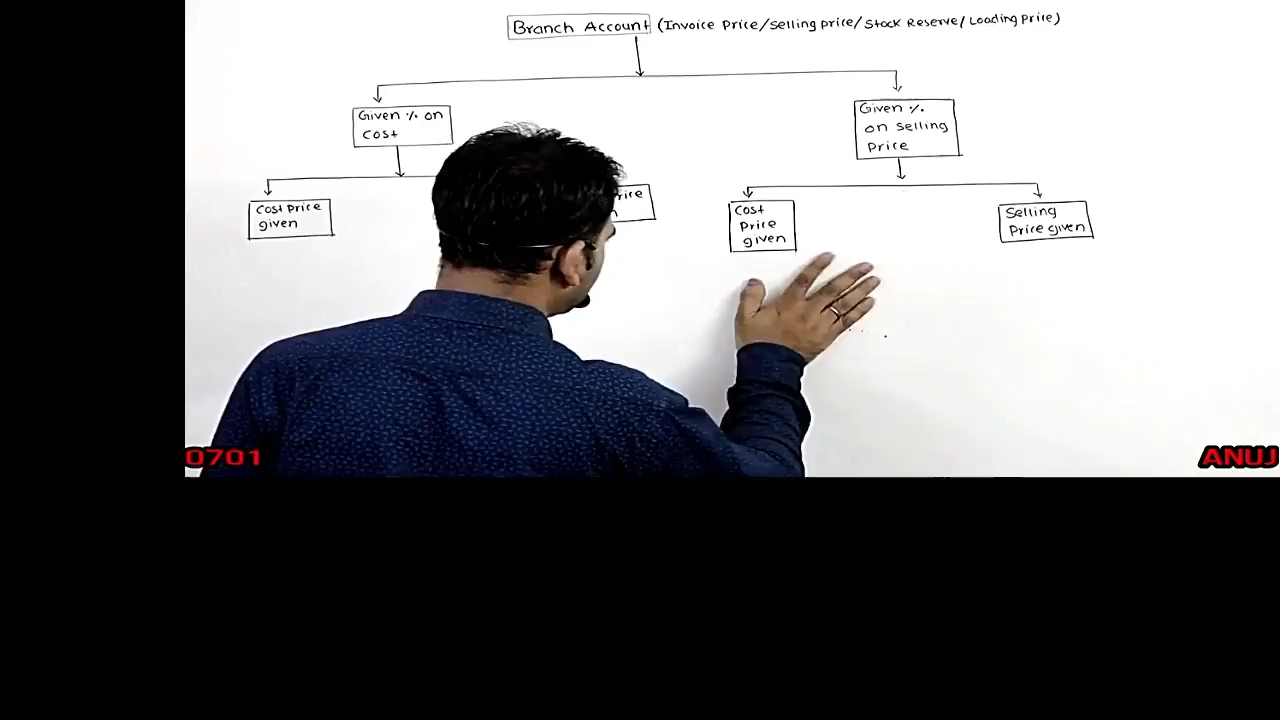 Branch Account (Invoice Price/Selling Price/Stock Reserve/Loading Price)
Given % on
Cost
Given %
on Selling
Price
Cost Price
given
rice
n
Cost
Price
given
Selling
Price given
0701
ANUJ